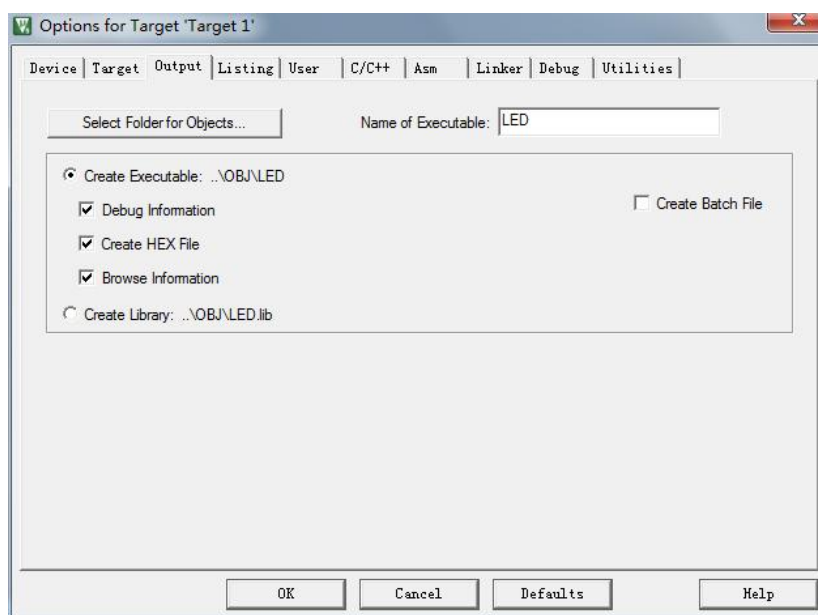 Options for Target 'Target 1'
Device Target Output Listing User C/C++ Asm Linker Debug Utilities
Select Folder for Objects... Name of Executable: LED
Create Executable: ..\OBJ\LED
Debug Information Create Batch File
Create HEX File
Browse Information
Create Library: ..\OBJ\LED.lib
OK Cancel Defaults Help